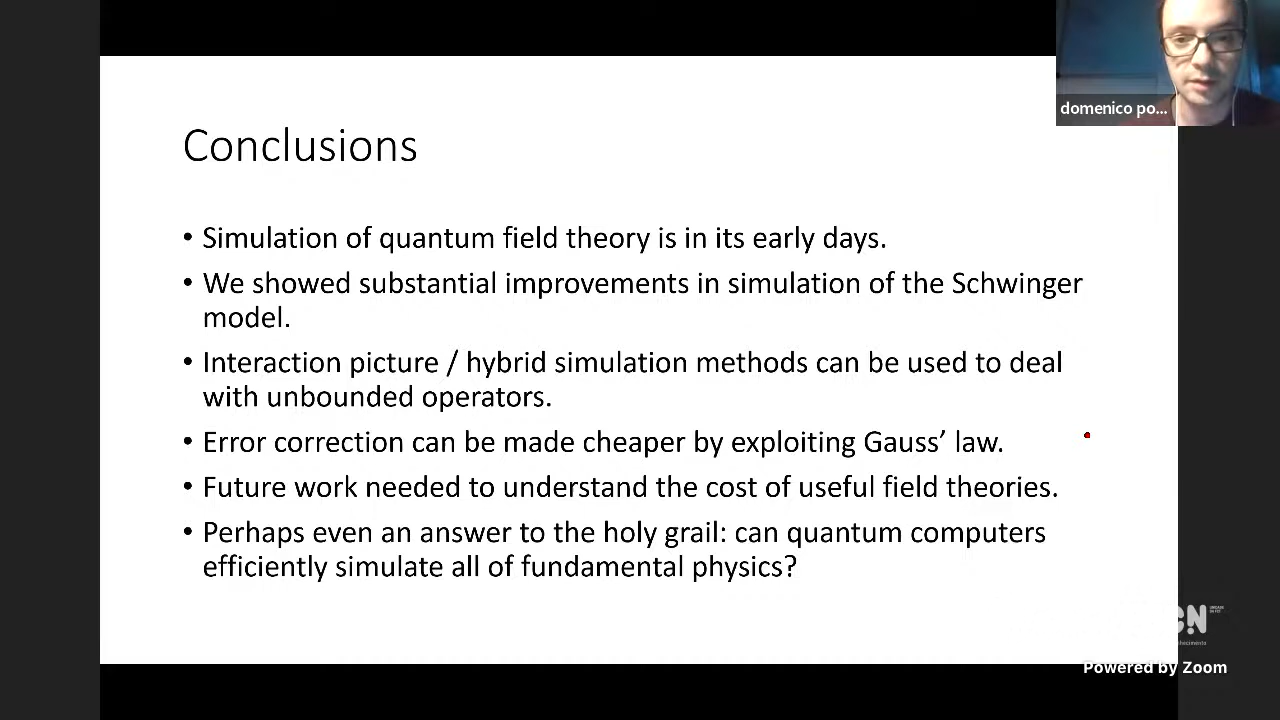 domenico po...
Conclusions
• Simulation of quantum field theory is in its early days.
• We showed substantial improvements in simulation of the Schwinger
model.
• Interaction picture / hybrid simulation methods can be used to deal
with unbounded operators.
• Error correction can be made cheaper by exploiting Gauss’ law.
• Future work needed to understand the cost of useful field theories.
• Perhaps even an answer to the holy grail: can quantum computers
efficiently simulate all of fundamental physics?
Powered by Zoom